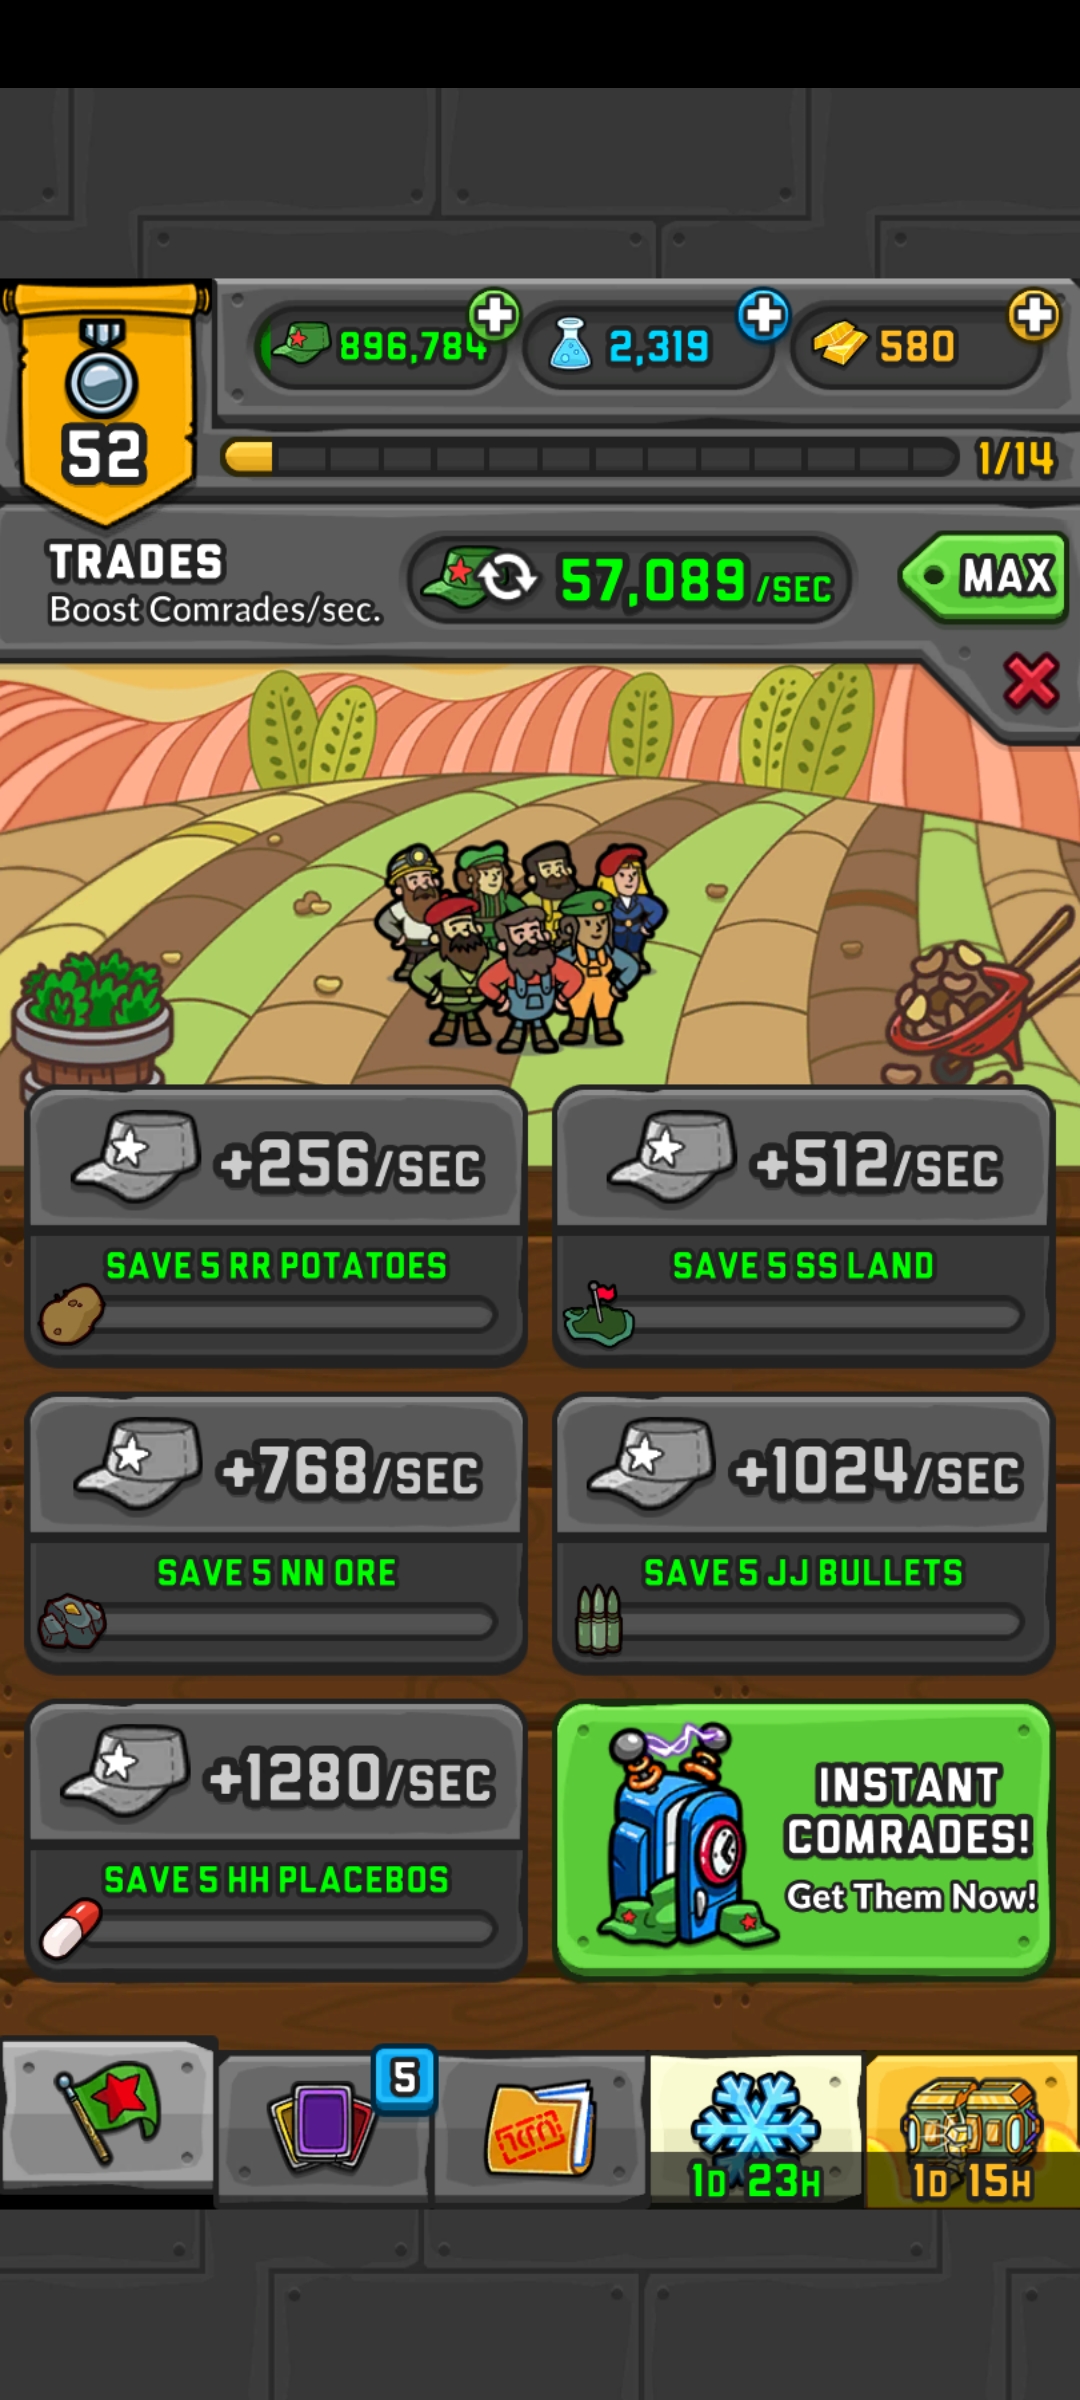 896,784
2,319
580
52
1/14
TRADES
Boost Comrades/sec.
57,089/SEC
MAX
+256/SEC
SAVE 5 RR POTATOES
+512/SEC
SAVE 5 SS LAND
+768/SEC
SAVE 5 NN ORE
+1024/SEC
SAVE 5 JJ BULLETS
+1280/SEC
SAVE 5 HH PLACEBOS
INSTANT
COMRADES!
Get Them Now!
5
1D 23H
1D 15H